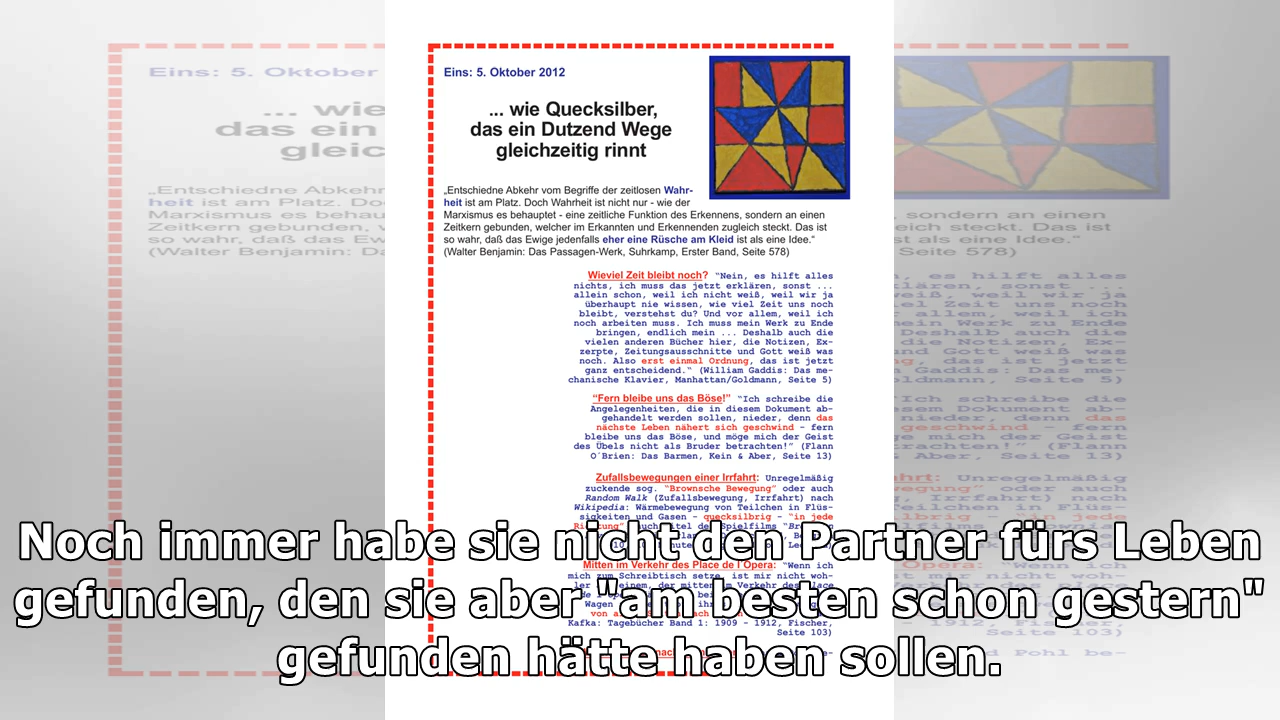 Eins: 5. Oktober 2012
... wie Quecksilber,
das ein Dutzend Wege
gleichzeitig rinnt
„Entschiedne Abkehr vom Begriffe der zeitlosen Wahr-
heit ist am Platz. Doch Wahrheit ist nicht nur - wie der
Marxismus es behauptet - eine zeitliche Funktion des Erkennens, sondern an einen
Zeitkern gebunden, welcher im Erkannten und Erkennenden zugleich steckt. Das ist
so wahr, daß das Ewige jedenfalls eher eine Rüsche am Kleid ist als eine Idee.“
(Walter Benjamin: Das Passagen-Werk, Suhrkamp, Erster Band, Seite 578)
Wieviel Zeit bleibt noch? “Nein, es hilft alles
nichts, ich muss das jetzt erklären, sonst ...
allein schon, weil ich nicht weiß, weil wir ja
überhaupt nie wissen, wie viel Zeit uns noch
bleibt, verstehst du? Und vor allem, weil ich
noch arbeiten muss. Ich muss mein Werk zu Ende
bringen, endlich mein ... Deshalb auch die
vielen anderen Bücher hier, die Notizen, Ex-
zerpte, Zeitungsausschnitte und Gott weiß was
noch. Also erst einmal Ordnung, das ist jetzt
ganz entscheidend.“ (William Gaddis: Das me-
chanische Klavier, Manhattan/Goldmann, Seite 5)
“Fern bleibe uns das Böse!” “Ich schreibe die
Angelegenheiten, die in diesem Dokument ab-
gehandelt werden sollen, nieder, denn das
nächste Leben nähert sich geschwind - fern
bleibe uns das Böse, und möge mich der Geist
des Übels nicht als Bruder betrachten!” (Flann
O´Brien: Das Barmen, Kein & Aber, Seite 13)
Zufallsbewegungen einer Irrfahrt: Unregelmäßig
zuckende sog. “Brownsche Bewegung” oder auch
Random Walk (Zufallsbewegung, Irrfahrt) nach
Wikipedia: Wärmebewegung von Teilchen in Flüs-
sigkeiten und Gasen - quecksilbrig - “in jede
Noch immer habe sie nicht den Partner fürs Leben
gefunden, den sie aber "am besten schon gestern"
gefunden hätte haben sollen.
Mitten im Verkehr des Place de l´Opera: “Wenn ich
Kafka: Tagebücher Band 1: 1909 - 1912, Fischer,
Seite 103)